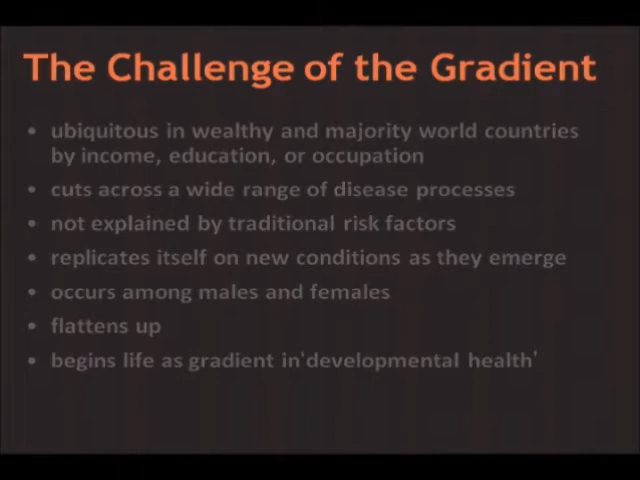 The Challenge of the Gradient
• ubiquitous in wealthy and majority world countries
by income, education, or occupation
• cuts across a wide range of disease processes
• not explained by traditional risk factors
• replicates itself on new conditions as they emerge
• occurs among males and females
• flattens up
• begins life as gradient in'developmental health'